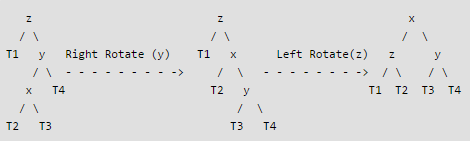 z z x
/ \ / \ / \
T1 y Right Rotate (y) T1 x Left Rotate(z) z y
/ \ - - - - - - - - -> / \ - - - - - - - -> / \ / \
x T4 T2 y T1 T2 T3 T4
/ \ / \
T2 T3 T3 T4